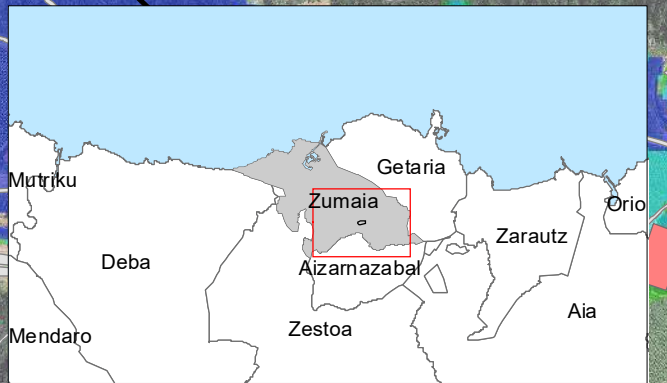 Getaria
Mutriku
Zumaia
Orio
Zarautz
Deba
Aizarnazabal
Aia
Zestoa
Mendaro